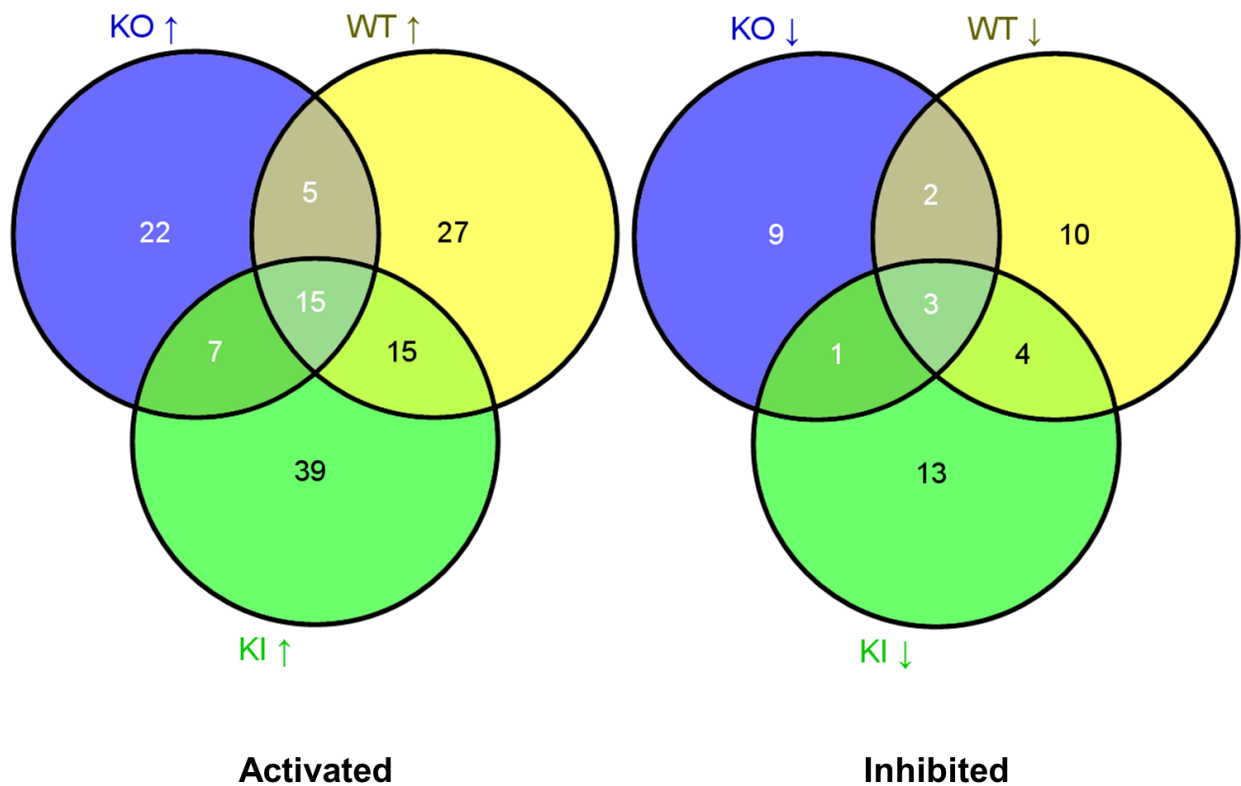 KO ↑
WT ↑
22
5
27
15
7
15
39
KI ↑
Activated
KO ↓
WT ↓
9
2
10
3
1
4
13
KI ↓
Inhibited